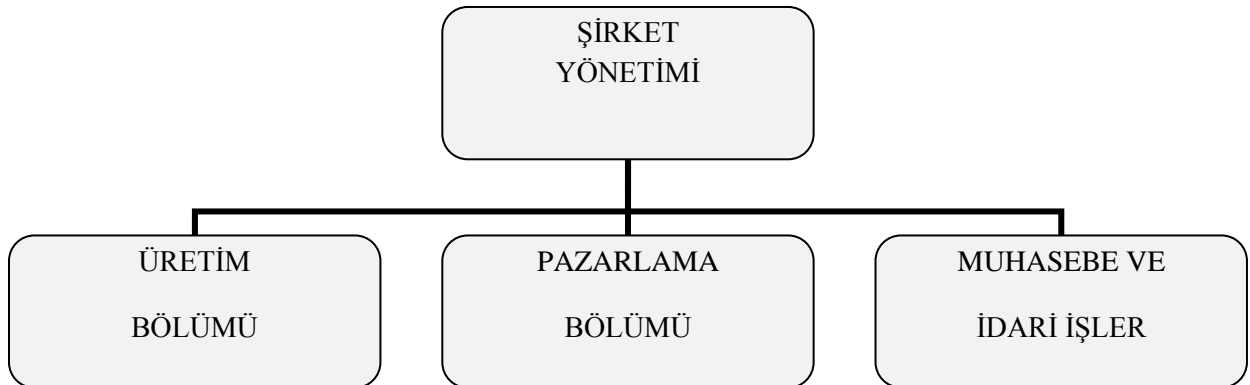 ŞİRKET
YÖNETİMİ
ÜRETİM
BÖLÜMÜ
PAZARLAMA
BÖLÜMÜ
MUHASEBE VE
İDARİ İŞLER